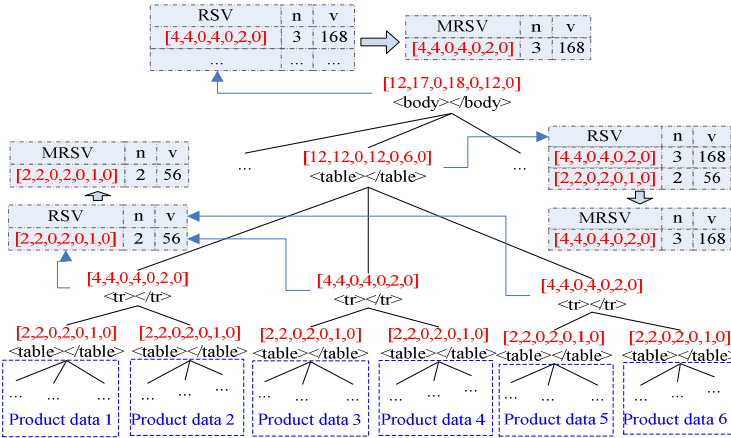 RSV n v
[4,4,0,4,0,2,0] 3 168
... ... ...
MRSV n v
[4,4,0,4,0,2,0] 3 168
[12,17,0,18,0,12,0]
<body></body>
MRSV n v
[2,2,0,2,0,1,0] 2 56
RSV n v
[2,2,0,2,0,1,0] 2 56
...
[12,12,0,12,0,6,0]
<table></table>
...
RSV n v
[4,4,0,4,0,2,0] 3 168
[2,2,0,2,0,1,0] 2 56
MRSV n v
[4,4,0,4,0,2,0] 3 168
[4,4,0,4,0,2,0] [4,4,0,4,0,2,0] [4,4,0,4,0,2,0]
<tr></tr> <tr></tr> <tr></tr>
[2,2,0,2,0,1,0] [2,2,0,2,0,1,0] [2,2,0,2,0,1,0] [2,2,0,2,0,1,0] [2,2,0,2,0,1,0] [2,2,0,2,0,1,0]
<table></table> <table></table> <table></table> <table></table> <table></table> <table></table>
... ... ... ... ... ... ... ... ... ... ... ... ... ... ... ... ... ...
Product data 1 Product data 2 Product data 3 Product data 4 Product data 5 Product data 6